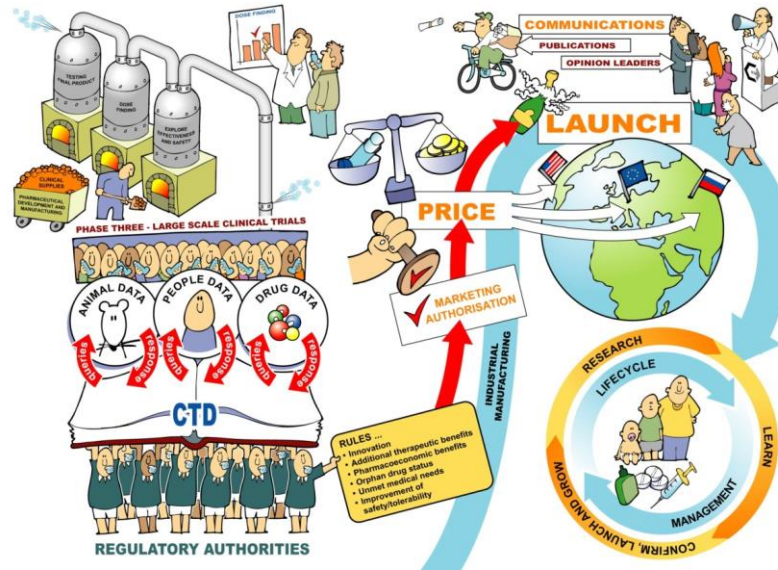 DOSE FINDING
TESTING
FINAL PRODUCT
DOSE
FINDING
EXPLORE
EFFECTIVENESS
AND SAFETY
CLINICAL
SUPPLIES
PHARMACEUTICAL
DEVELOPMENT AND
MANUFACTURING
PHASE THREE - LARGE SCALE CLINICAL TRIALS
ANIMAL DATA
PEOPLE DATA
DRUG DATA
queries
response
queries
response
queries
response
CTD
REGULATORY AUTHORITIES
RULES ...
• Innovation
• Additional therapeutic benefits
• Pharmacoeconomic benefits
• Orphan drug status
• Unmet medical needs
• Improvement of
safety/tolerability
MARKETING
AUTHORISATION
PRICE
INDUSTRIAL
MANUFACTURING
COMMUNICATIONS
PUBLICATIONS
OPINION LEADERS
LAUNCH
RESEARCH
LEARN
CONFIRM, LAUNCH AND GROW
LIFECYCLE
MANAGEMENT